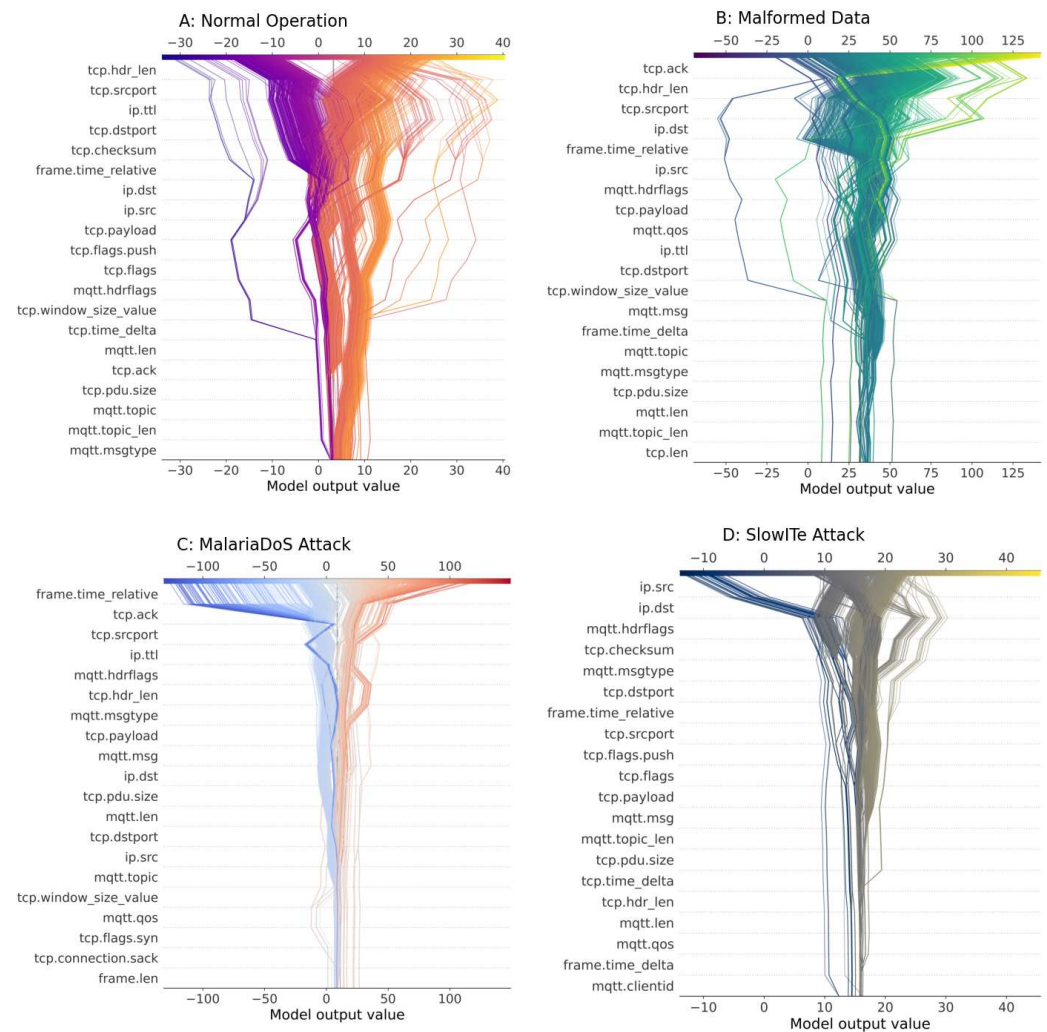 A: Normal Operation
−30 −20 −10 0 10 20 30 40
tcp.hdr_len
tcp.srcport
ip.ttl
tcp.dstport
tcp.checksum
frame.time_relative
ip.dst
ip.src
tcp.payload
tcp.flags.push
tcp.flags
mqtt.hdrflags
tcp.window_size_value
tcp.time_delta
mqtt.len
tcp.ack
tcp.pdu.size
mqtt.topic
mqtt.topic_len
mqtt.msgtype
−30 −20 −10 0 10 20 30 40
Model output value
B: Malformed Data
−50 −25 0 25 50 75 100 125
tcp.ack
tcp.hdr_len
tcp.srcport
ip.dst
frame.time_relative
ip.src
mqtt.hdrflags
tcp.payload
mqtt.qos
ip.ttl
tcp.dstport
tcp.window_size_value
mqtt.msg
frame.time_delta
mqtt.topic
mqtt.msgtype
tcp.pdu.size
mqtt.len
mqtt.topic_len
tcp.len
−50 −25 0 25 50 75 100 125
Model output value
C: MalariaDoS Attack
−100 −50 0 50 100
frame.time_relative
tcp.ack
tcp.srcport
ip.ttl
mqtt.hdrflags
tcp.hdr_len
mqtt.msgtype
tcp.payload
mqtt.msg
ip.dst
tcp.pdu.size
mqtt.len
tcp.dstport
ip.src
mqtt.topic
tcp.window_size_value
mqtt.qos
tcp.flags.syn
tcp.connection.sack
frame.len
−100 −50 0 50 100
Model output value
D: SlowITe Attack
−10 0 10 20 30 40
ip.src
ip.dst
mqtt.hdrflags
tcp.checksum
mqtt.msgtype
tcp.dstport
frame.time_relative
tcp.srcport
tcp.flags.push
tcp.flags
tcp.payload
mqtt.msg
mqtt.topic_len
tcp.pdu.size
tcp.time_delta
tcp.hdr_len
mqtt.len
mqtt.qos
frame.time_delta
mqtt.clientid
−10 0 10 20 30 40
Model output value